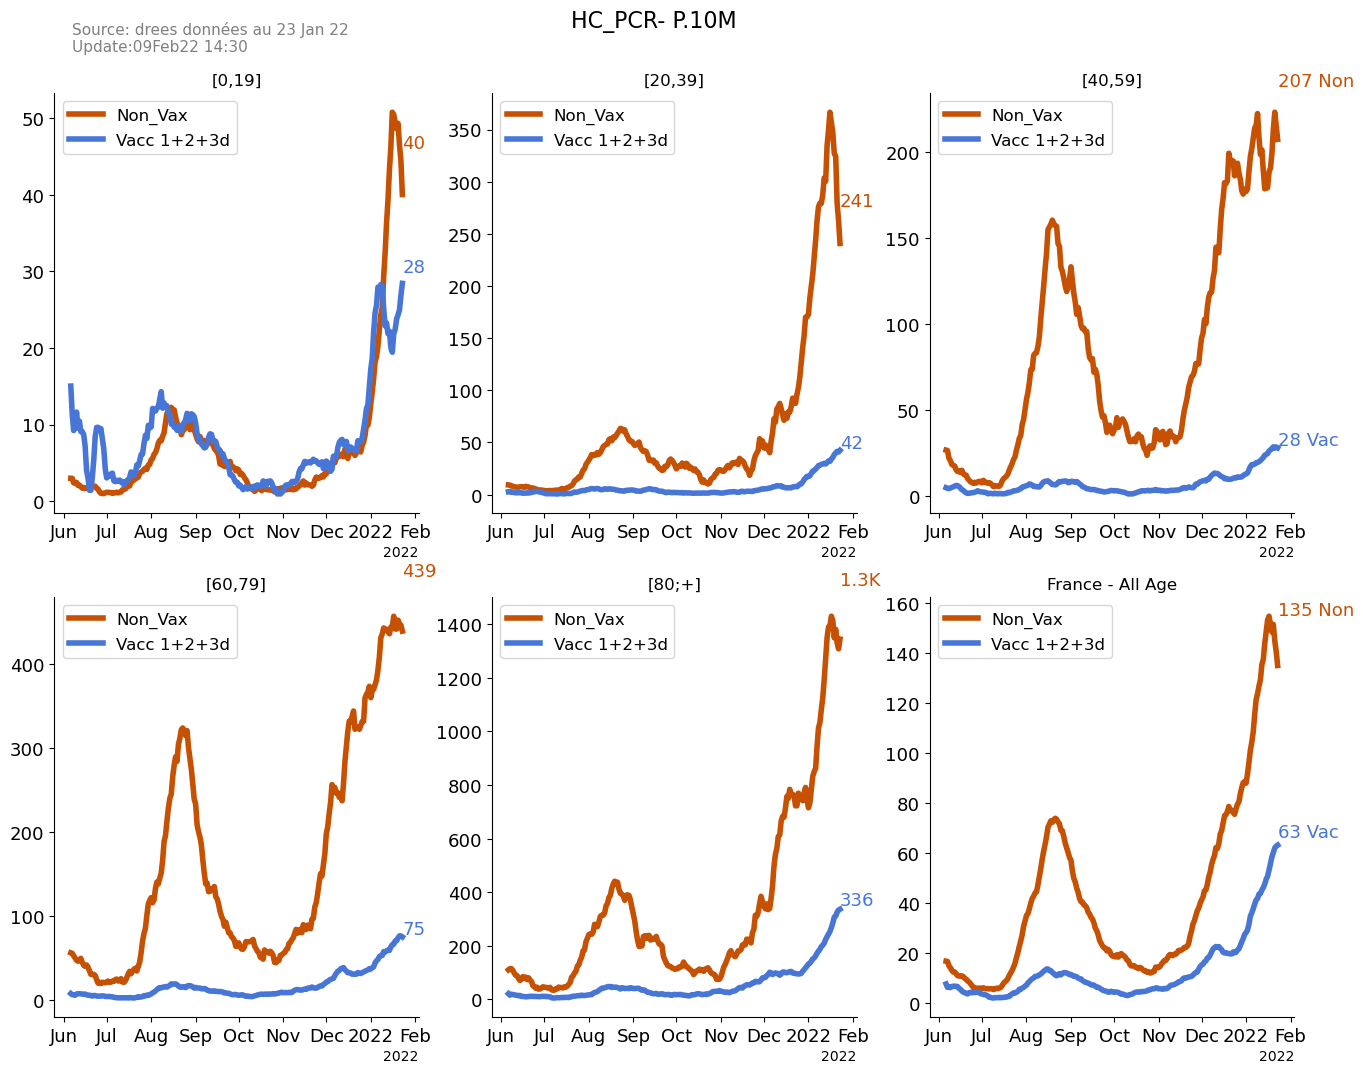 HC_PCR- P.10M
Source: drees données au 23 Jan 22
Update:09Feb22 14:30
[0,19]
Non_Vax
Vacc 1+2+3d
50
40
30
20
10
0
40
28
Jun Jul Aug Sep Oct Nov Dec 2022 Feb
2022
[20,39]
Non_Vax
Vacc 1+2+3d
350
300
250
200
150
100
50
0
241
42
Jun Jul Aug Sep Oct Nov Dec 2022 Feb
2022
[40,59]
207 Non
Non_Vax
Vacc 1+2+3d
200
150
100
50
0
28 Vac
Jun Jul Aug Sep Oct Nov Dec 2022 Feb
2022
[60,79]
439
Non_Vax
Vacc 1+2+3d
400
300
200
100
0
75
Jun Jul Aug Sep Oct Nov Dec 2022 Feb
2022
[80;+]
1.3K
Non_Vax
Vacc 1+2+3d
1400
1200
1000
800
600
400
200
0
336
Jun Jul Aug Sep Oct Nov Dec 2022 Feb
2022
France - All Age
135 Non
Non_Vax
Vacc 1+2+3d
160
140
120
100
80
60
40
20
0
63 Vac
Jun Jul Aug Sep Oct Nov Dec 2022 Feb
2022